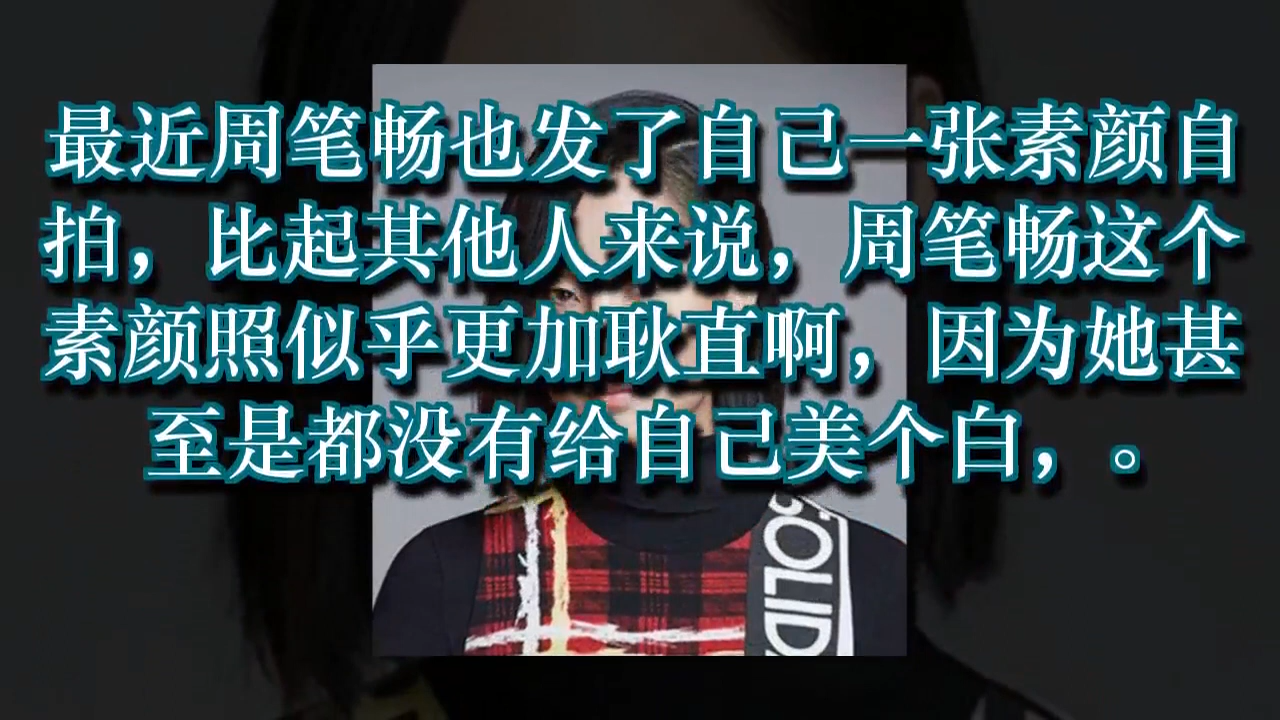 最近周笔畅也发了自己一张素颜自
拍，比起其他人来说，周笔畅这个
素颜照似乎更加耿直啊，因为她甚
至是都没有给自己美个白，。
SOLID